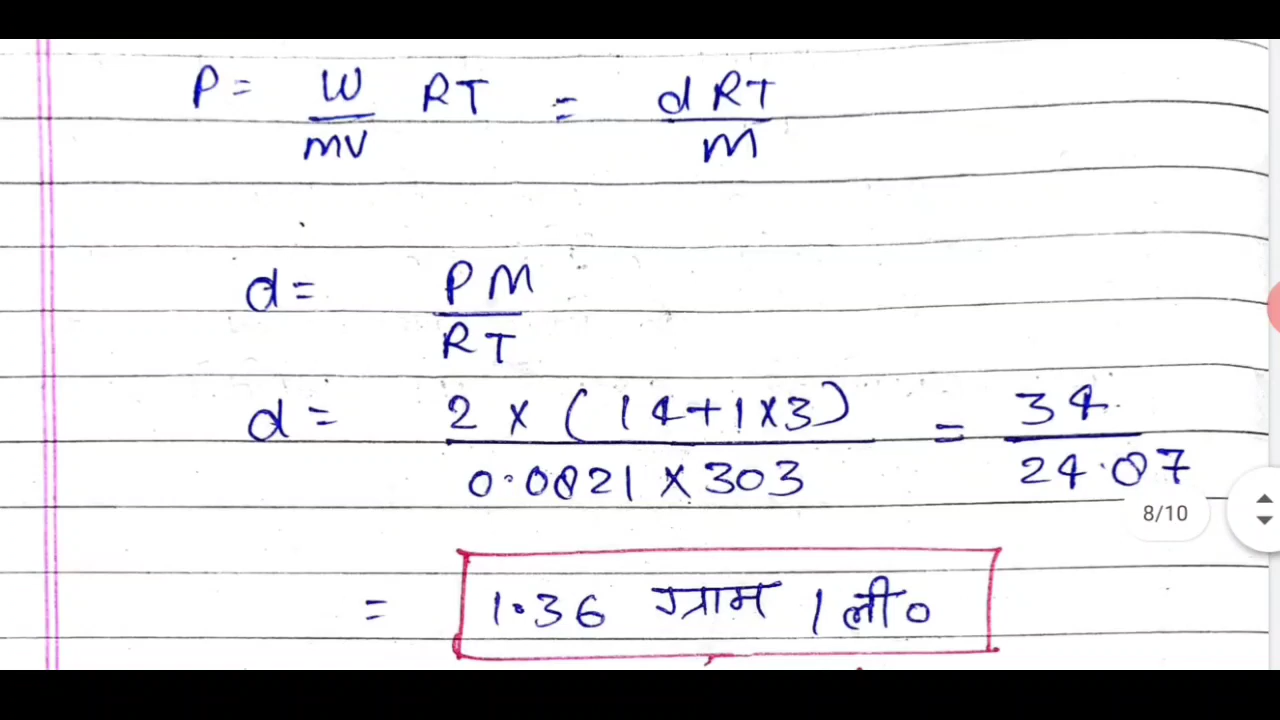 P = W/mV RT = dRT/M
d = PM/RT
d = 2 × (14+1×3)/0.0821 × 303 = 34/24.87
8/10
= 1.36 ग्राम / ली०